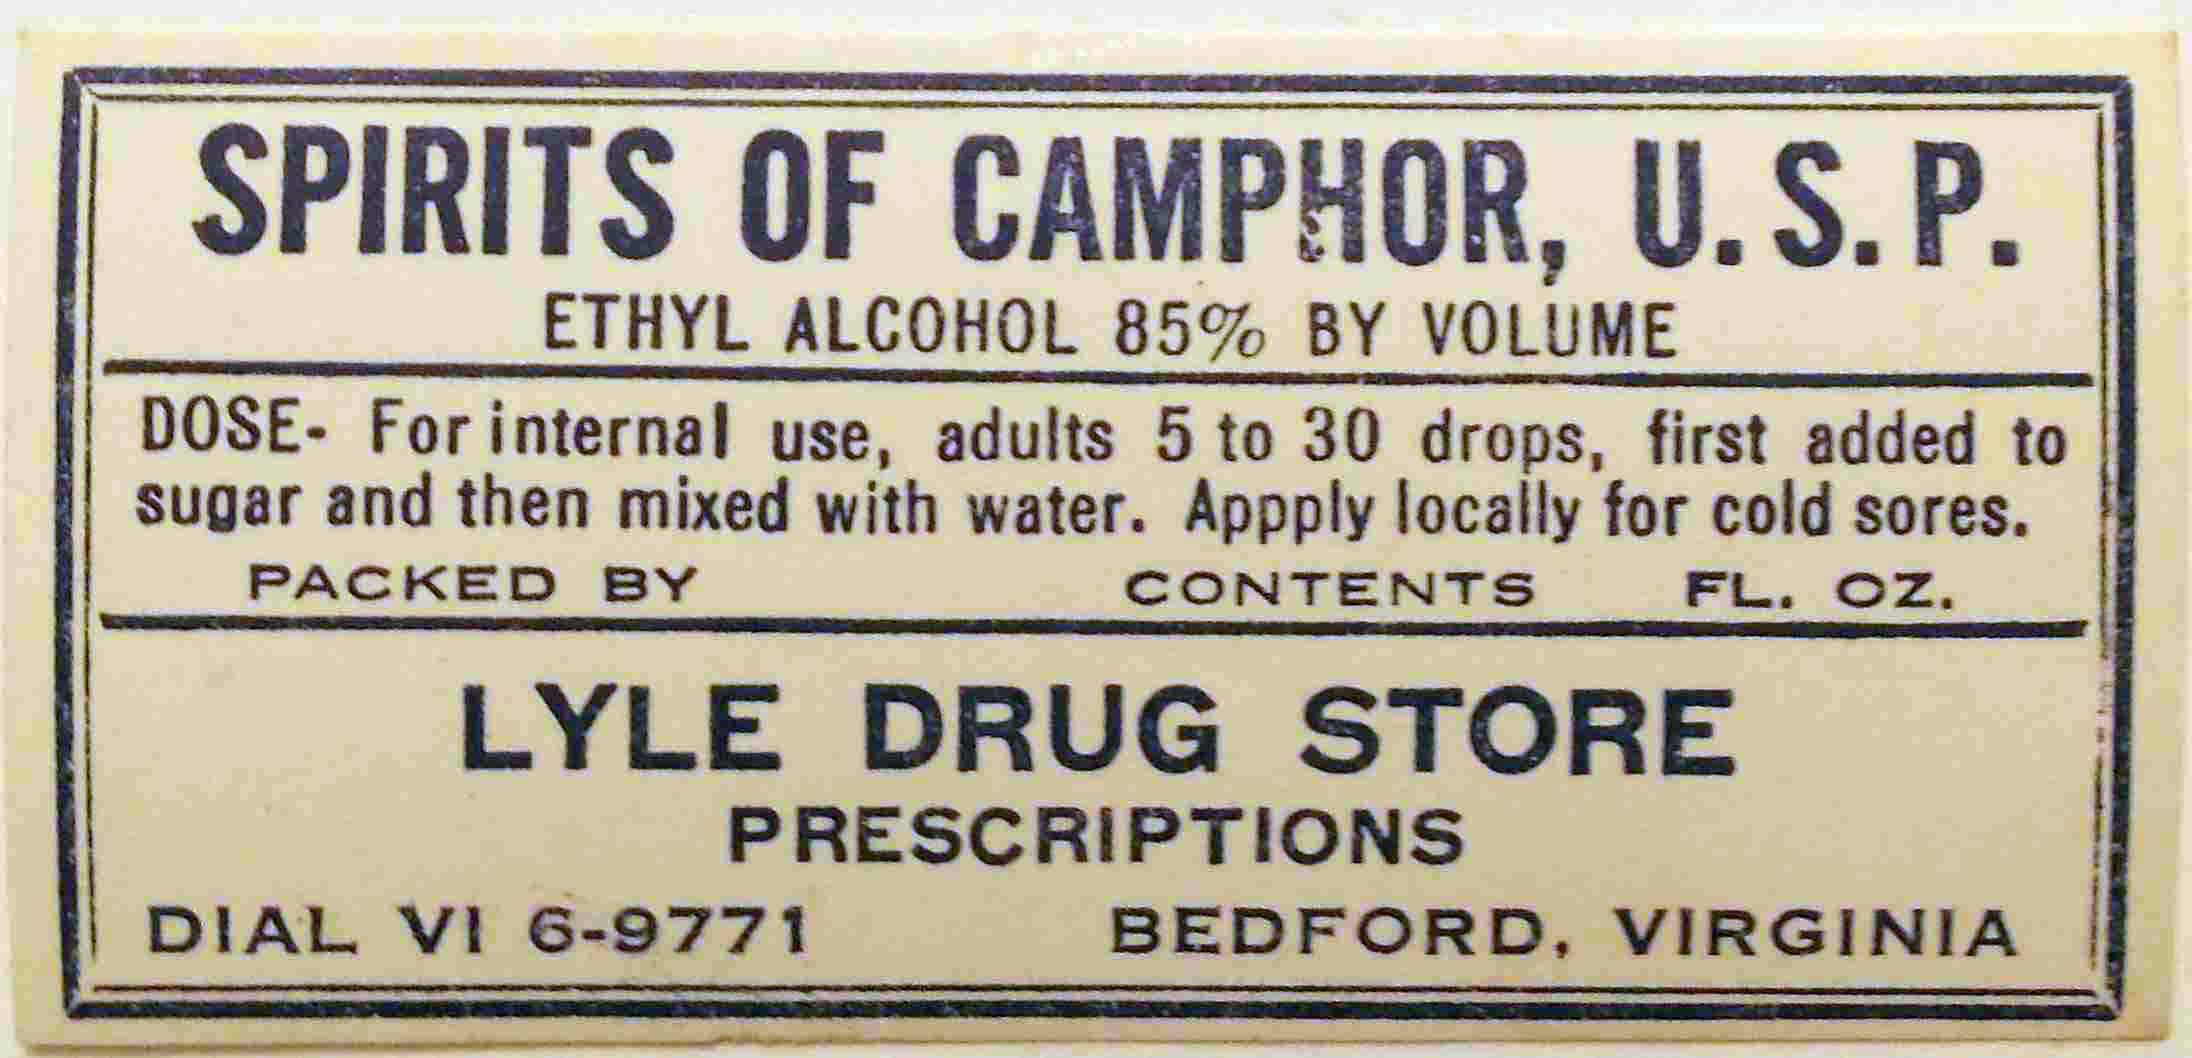 SPIRITS OF CAMPHOR, U.S.P.
ETHYL ALCOHOL 85% BY VOLUME
DOSE- For internal use, adults 5 to 30 drops, first added to
sugar and then mixed with water. Appply locally for cold sores.
PACKED BY CONTENTS FL. OZ.
LYLE DRUG STORE
PRESCRIPTIONS
DIAL VI 6-9771 BEDFORD, VIRGINIA